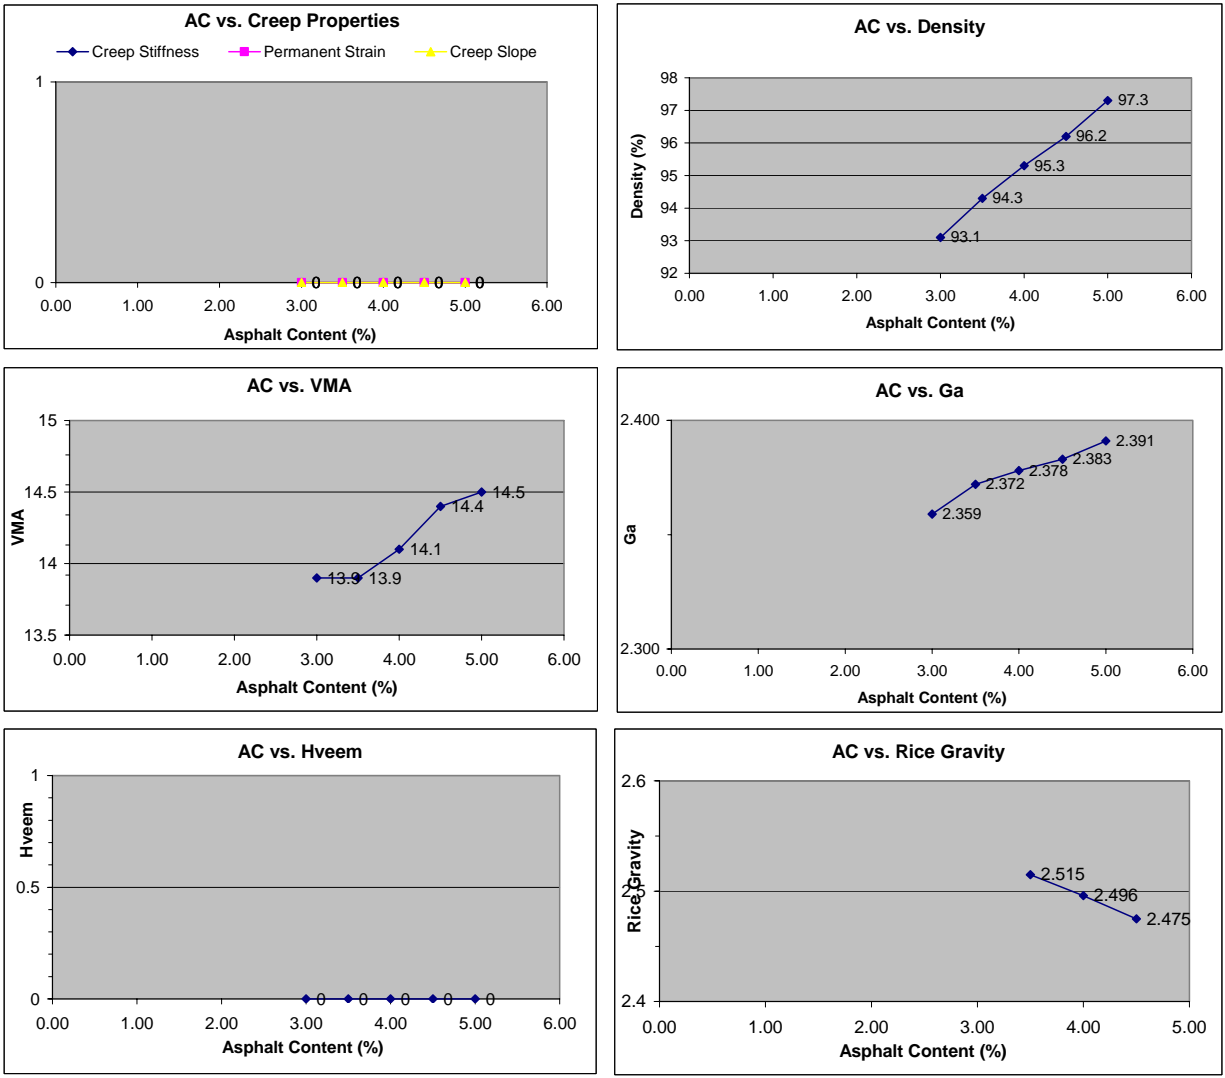 AC vs. Creep Properties
Creep Stiffness Permanent Strain Creep Slope
1
0
0 0 0 0 0
0.00 1.00 2.00 3.00 4.00 5.00 6.00
Asphalt Content (%)
AC vs. Density
Density (%)
98
97
96
95
94
93
92
97.3
96.2
95.3
94.3
93.1
0.00 1.00 2.00 3.00 4.00 5.00 6.00
Asphalt Content (%)
AC vs. VMA
VMA
15
14.5
14
13.5
14.5
14.4
14.1
13.9 13.9
0.00 1.00 2.00 3.00 4.00 5.00 6.00
Asphalt Content (%)
AC vs. Ga
Ga
2.400
2.300
2.391
2.383
2.378
2.372
2.359
0.00 1.00 2.00 3.00 4.00 5.00 6.00
Asphalt Content (%)
AC vs. Hveem
Hveem
1
0.5
0
0 0 0 0 0
0.00 1.00 2.00 3.00 4.00 5.00 6.00
Asphalt Content (%)
AC vs. Rice Gravity
Rice Gravity
2.6
2.5
2.4
2.515
2.496
2.475
0.00 1.00 2.00 3.00 4.00 5.00
Asphalt Content (%)